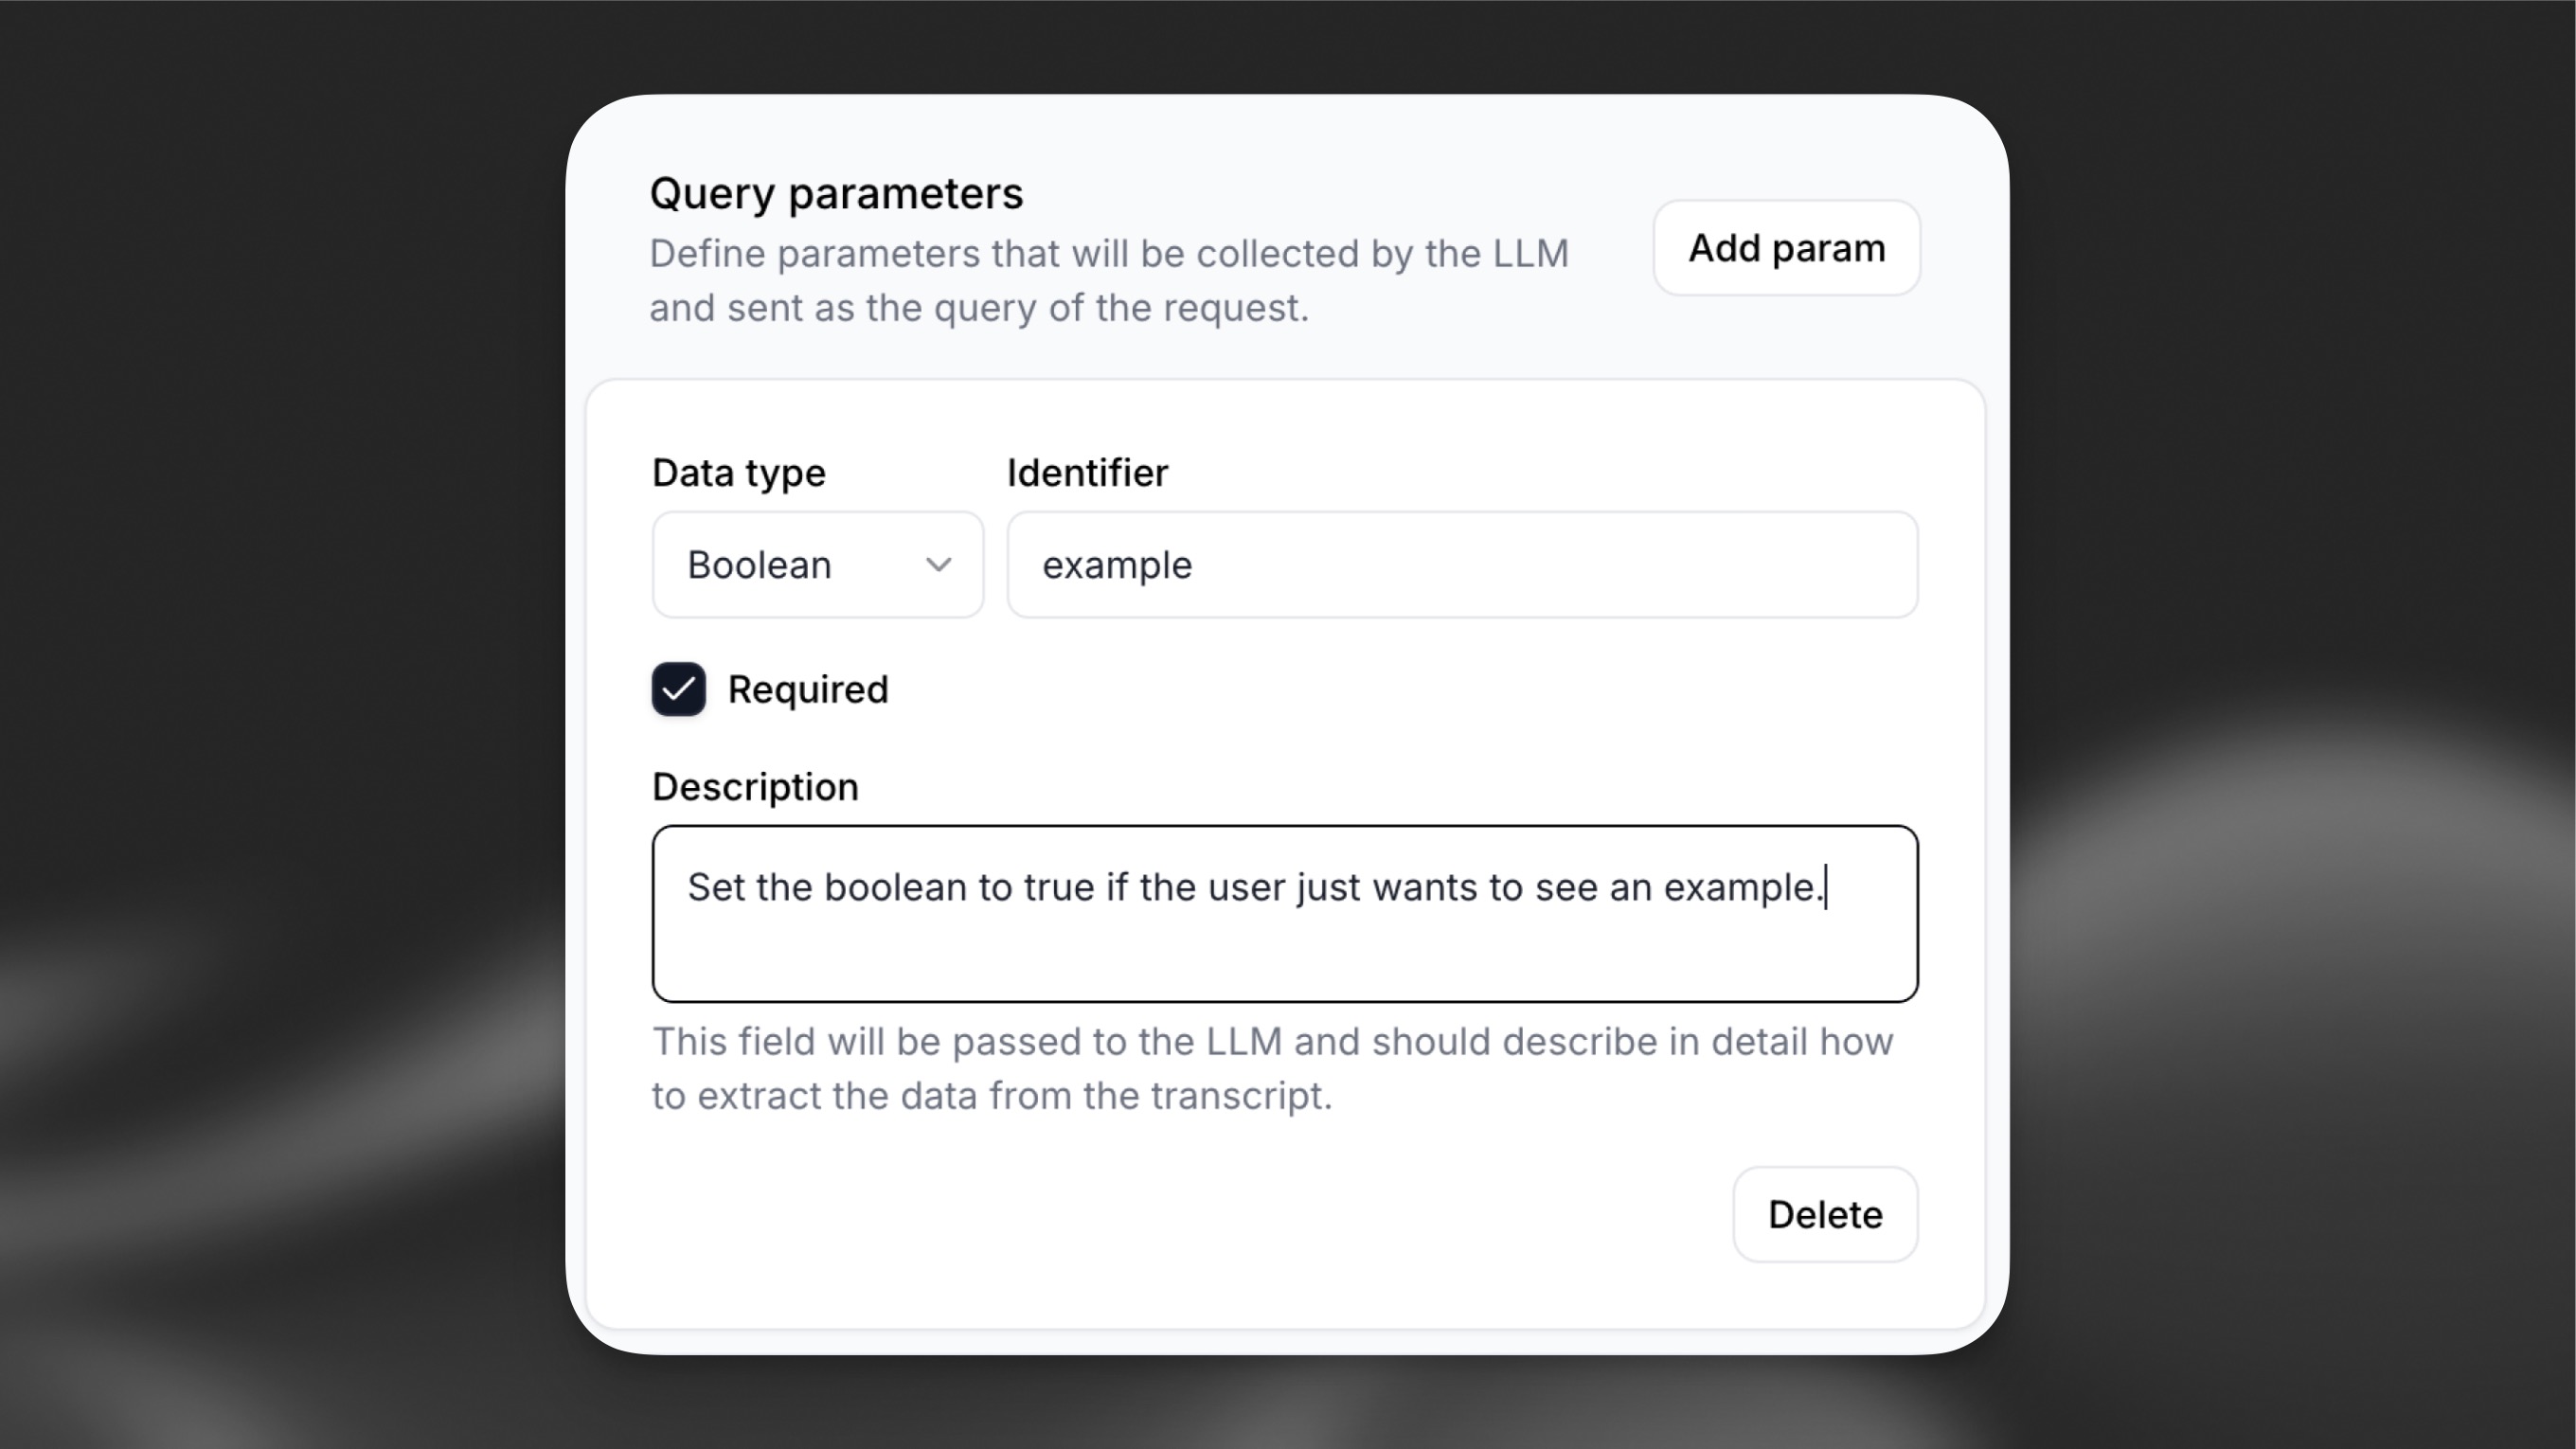 Query parameters
Define parameters that will be collected by the LLM
and sent as the query of the request.
Add param
Data type
Identifier
Boolean
example
Required
Description
Set the boolean to true if the user just wants to see an example.
This field will be passed to the LLM and should describe in detail how
to extract the data from the transcript.
Delete